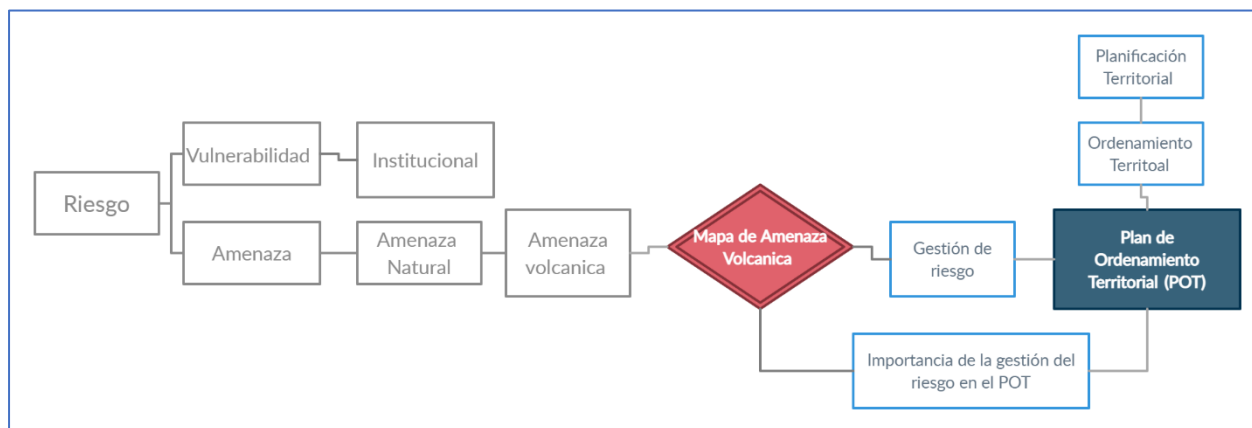 Riesgo
Vulnerabilidad
Institucional
Amenaza
Amenaza
Natural
Amenaza
volcanica
Mapa de Amenaza
Volcanica
Gestión de
riesgo
Importancia de la gestión del
riesgo en el POT
Planificación
Territorial
Ordenamiento
Territoal
Plan de
Ordenamiento
Territorial (POT)